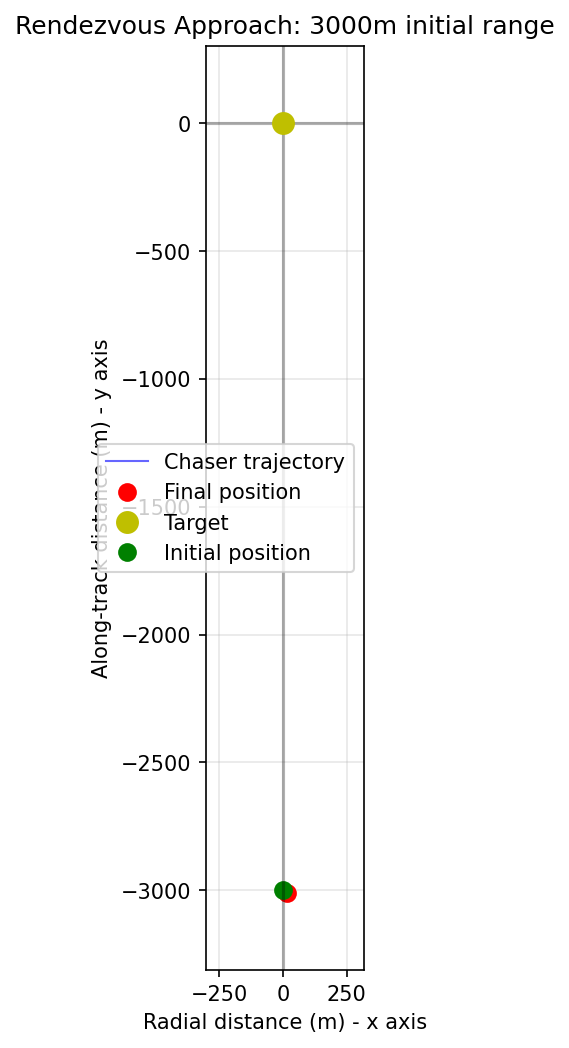 Rendezvous Approach: 3000m initial range
0
−500
−1000
−1500
−2000
−2500
−3000
Along-track distance (m) - y axis
Chaser trajectory
Final position
Target
Initial position
−250 0 250
Radial distance (m) - x axis